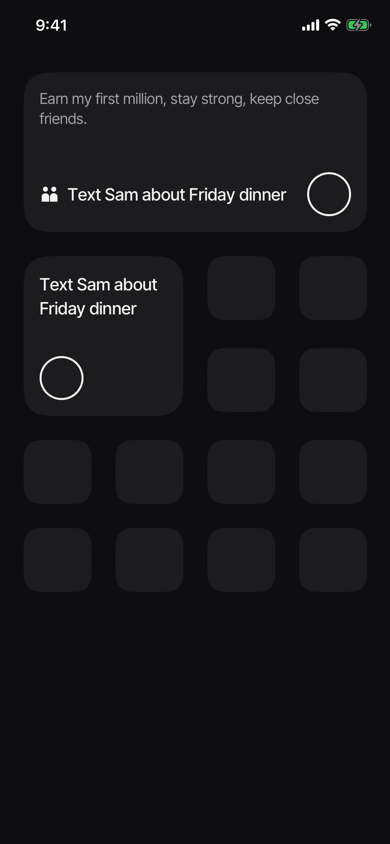 9:41
Earn my first million, stay strong, keep close
friends.
Text Sam about Friday dinner
Text Sam about
Friday dinner